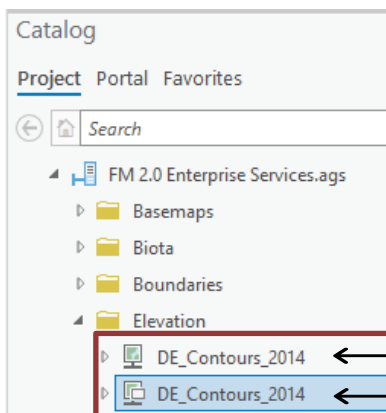 Catalog
Project Portal Favorites
Search
FM 2.0 Enterprise Services.ags
Basemaps
Biota
Boundaries
Elevation
DE_Contours_2014
DE_Contours_2014